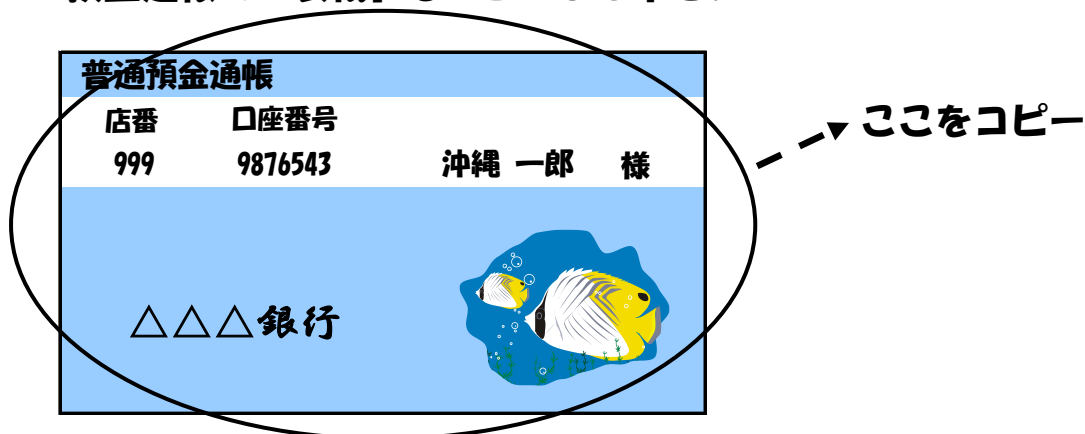 普通預金通帳
店番 口座番号
999 9876543 沖縄 一郎 様
ここをコピー
△△△銀行